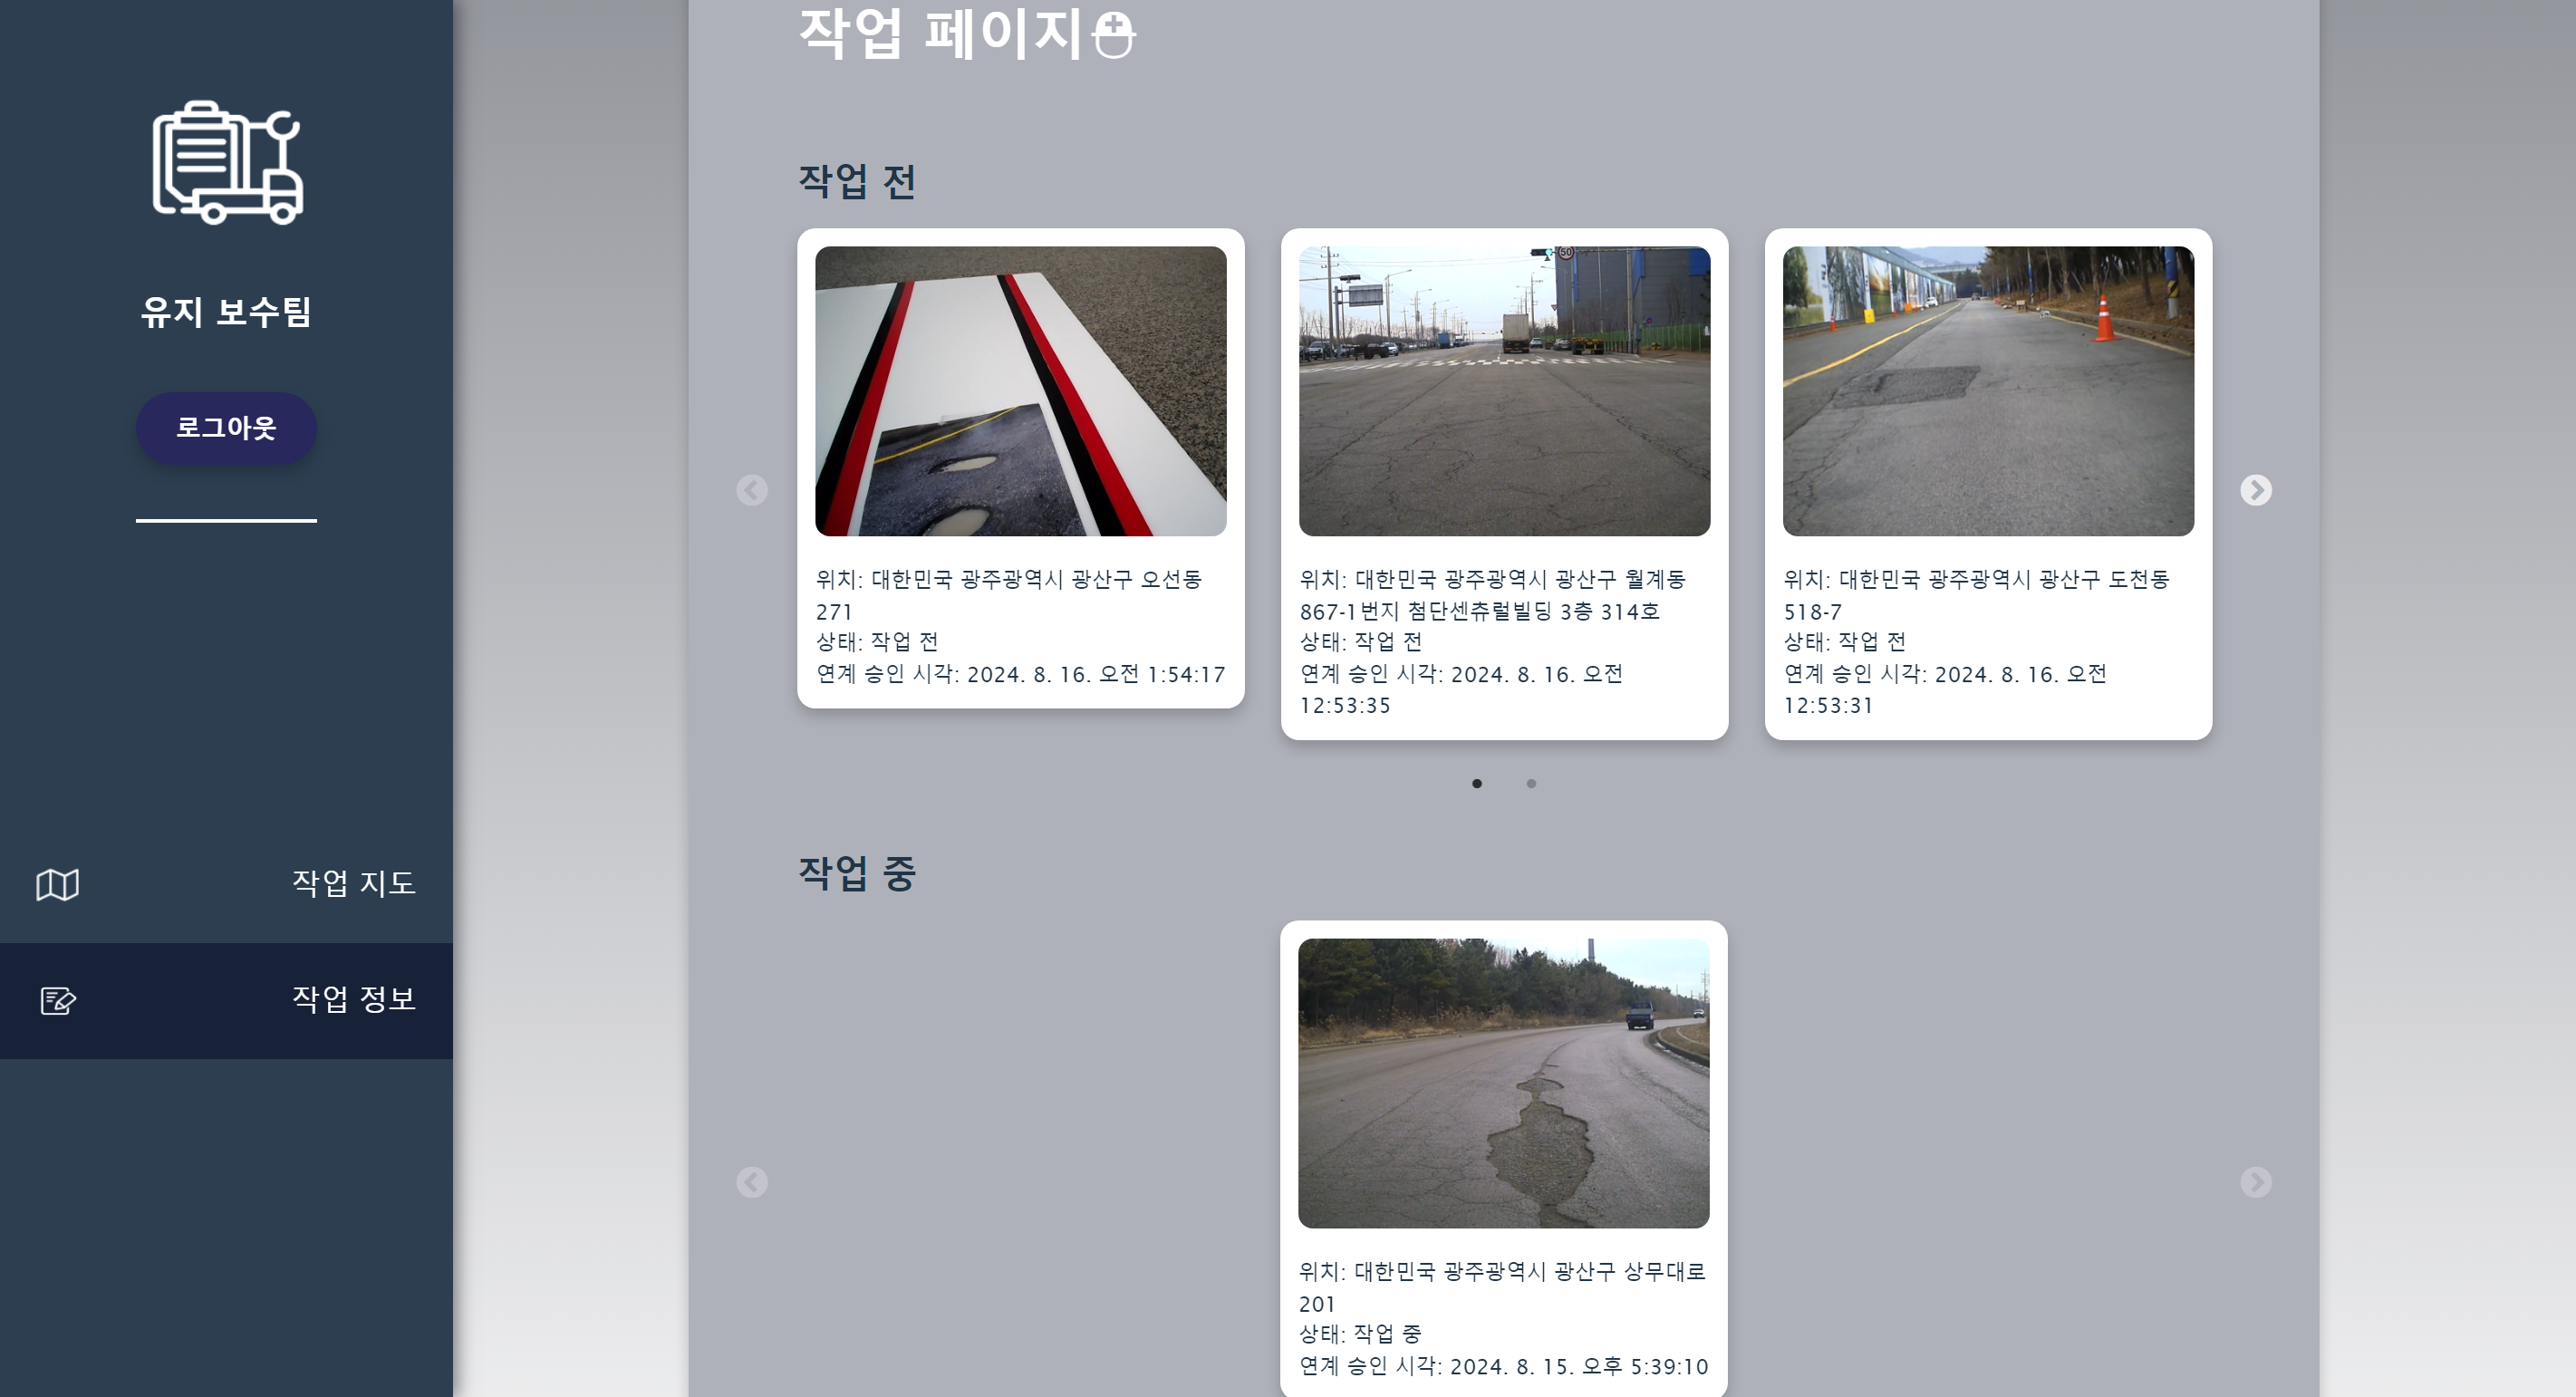 작업 페이지
유지 보수팀
로그아웃
작업 지도
작업 정보
작업 전
위치: 대한민국 광주광역시 광산구 오선동
271
상태: 작업 전
연계 승인 시각: 2024. 8. 16. 오전 1:54:17
50
위치: 대한민국 광주광역시 광산구 월계동
867-1번지 첨단센츄럴빌딩 3층 314호
상태: 작업 전
연계 승인 시각: 2024. 8. 16. 오전
12:53:35
위치: 대한민국 광주광역시 광산구 도천동
518-7
상태: 작업 전
연계 승인 시각: 2024. 8. 16. 오전
12:53:31
작업 중
위치: 대한민국 광주광역시 광산구 상무대로
201
상태: 작업 중
연계 승인 시각: 2024. 8. 15. 오후 5:39:10